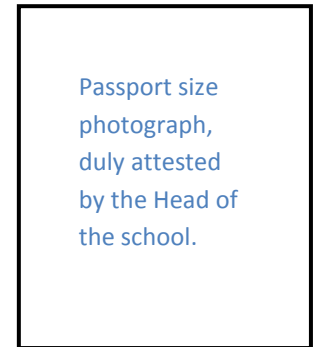 Passport size
photograph,
duly attested
by the Head of
the school.